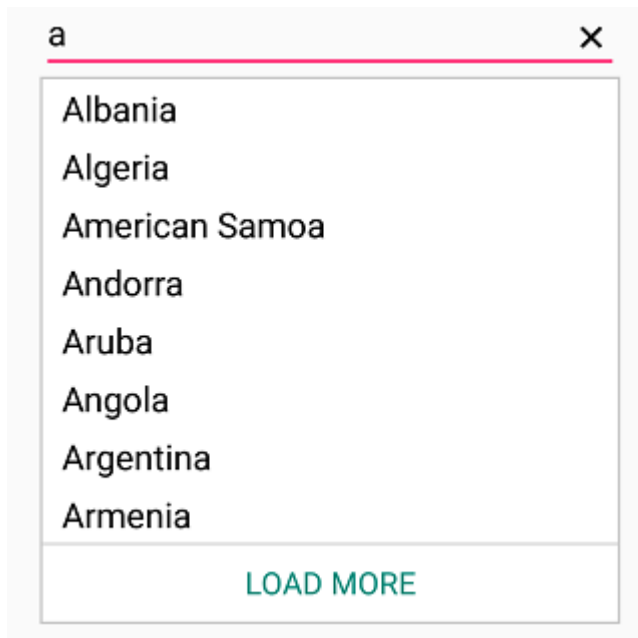 a
Albania
Algeria
American Samoa
Andorra
Aruba
Angola
Argentina
Armenia
LOAD MORE